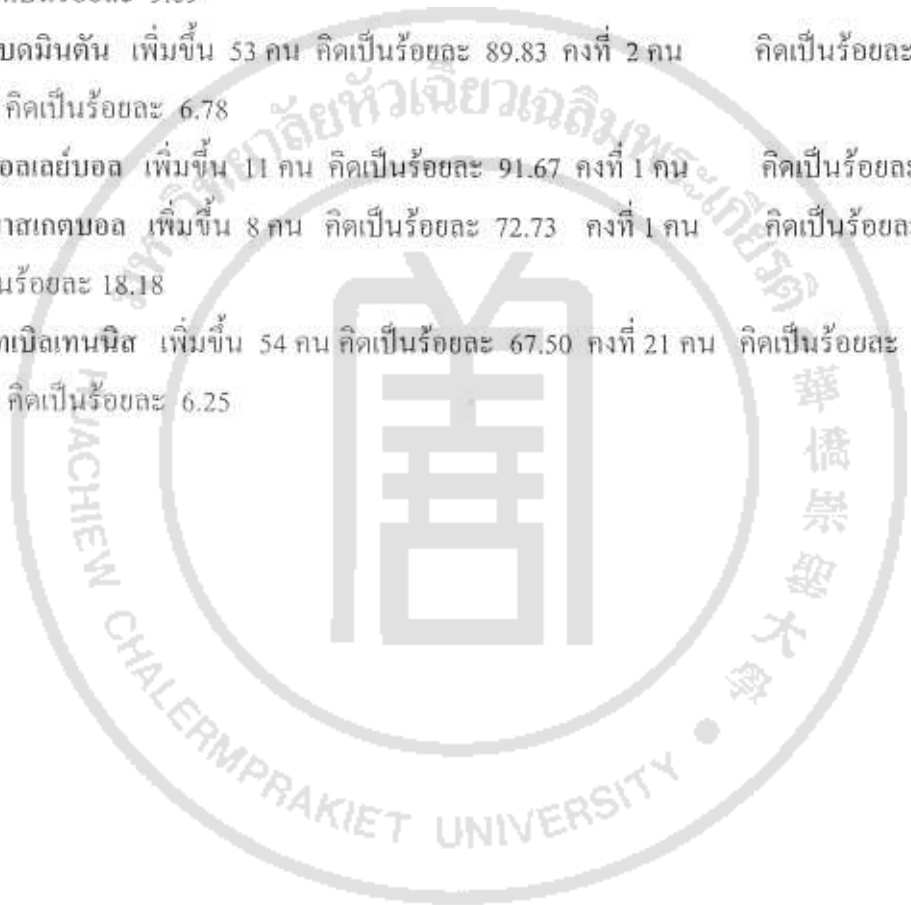 บดมินตัน เพิ่มขึ้น 53 คน คิดเป็นร้อยละ 89.83 คงที่ 2 คน คิดเป็นร้อยละ
คิดเป็นร้อยละ 6.78
อลเลย์บอล เพิ่มขึ้น 11 คน คิดเป็นร้อยละ 91.67 คงที่ 1 คน คิดเป็นร้อยละ
าสเกตบอล เพิ่มขึ้น 8 คน คิดเป็นร้อยละ 72.73 คงที่ 1 คน คิดเป็นร้อยละ
นร้อยละ 18.18
ทเบิลเทนนิส เพิ่มขึ้น 54 คน คิดเป็นร้อยละ 67.50 คงที่ 21 คน คิดเป็นร้อยละ
คิดเป็นร้อยละ 6.25
มหาวิทยาลัยหัวเฉียวเฉลิมพระเกียรติ
華僑崇聖大學
HUACHIEW CHALERMPRAKIET UNIVERSITY